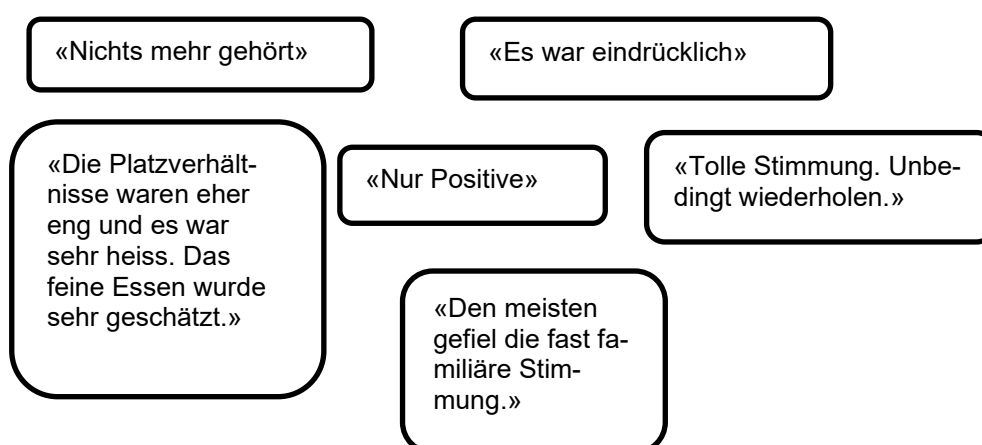 «Nichts mehr gehört»
«Es war eindrücklich»
«Die Platzverhält-
nisse waren eher
eng und es war
sehr heiss. Das
feine Essen wurde
sehr geschätzt.»
«Nur Positive»
«Tolle Stimmung. Unbe-
dingt wiederholen.»
«Den meisten
gefiel die fast fa-
miliäre Stim-
mung.»